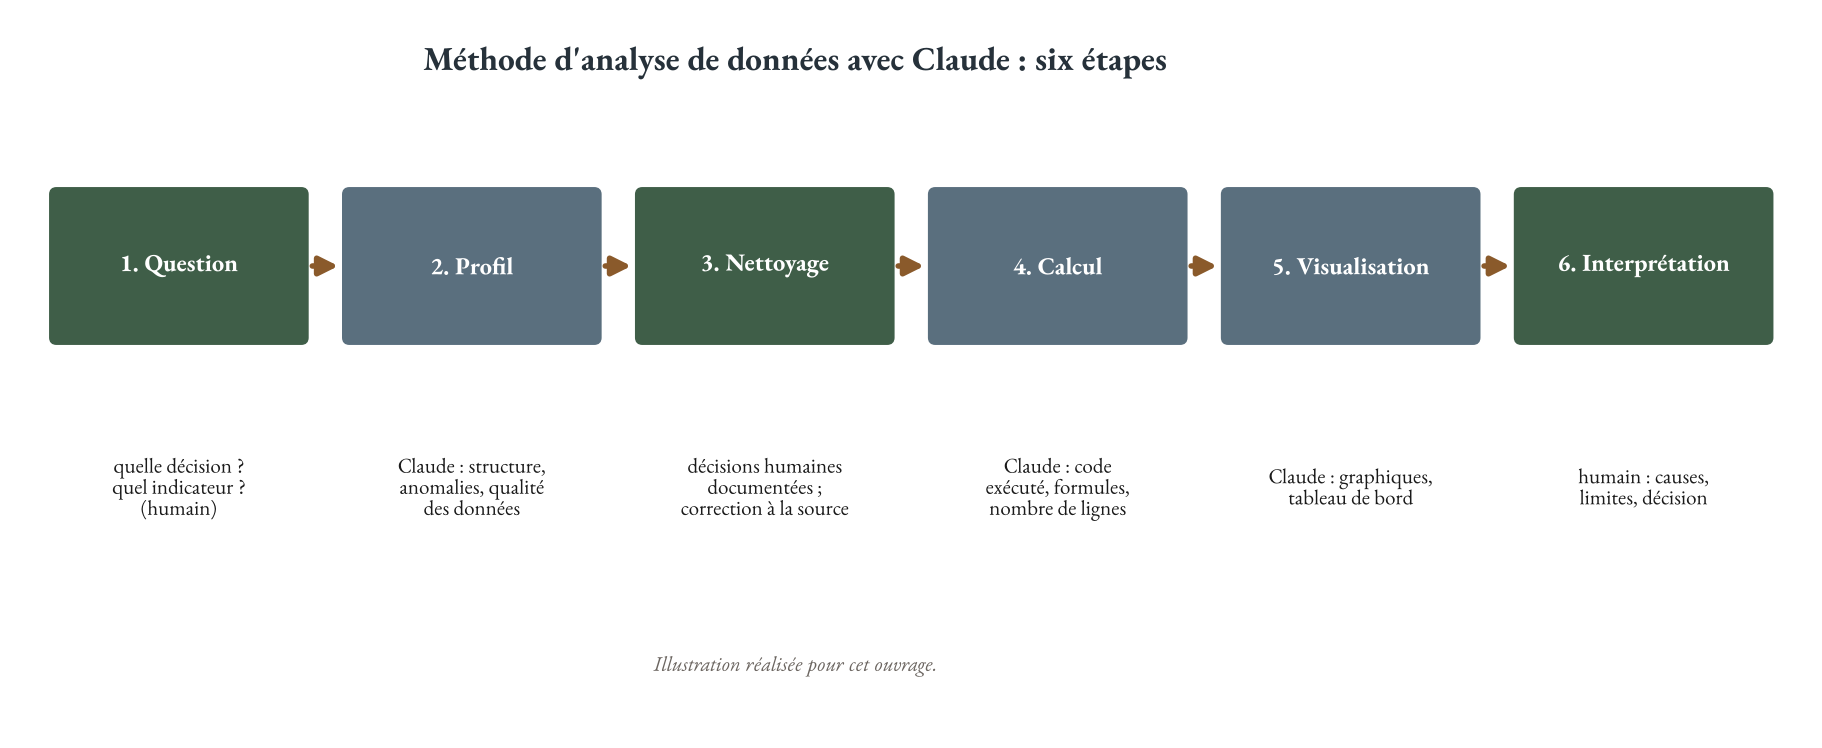 Méthode d'analyse de données avec Claude : six étapes
1. Question
2. Profil
3. Nettoyage
4. Calcul
5. Visualisation
6. Interprétation
quelle décision ?
quel indicateur ?
(humain)
Claude : structure,
anomalies, qualité
des données
décisions humaines
documentées ;
correction à la source
Claude : code
exécuté, formules,
nombre de lignes
Claude : graphiques,
tableau de bord
humain : causes,
limites, décision
Illustration réalisée pour cet ouvrage.